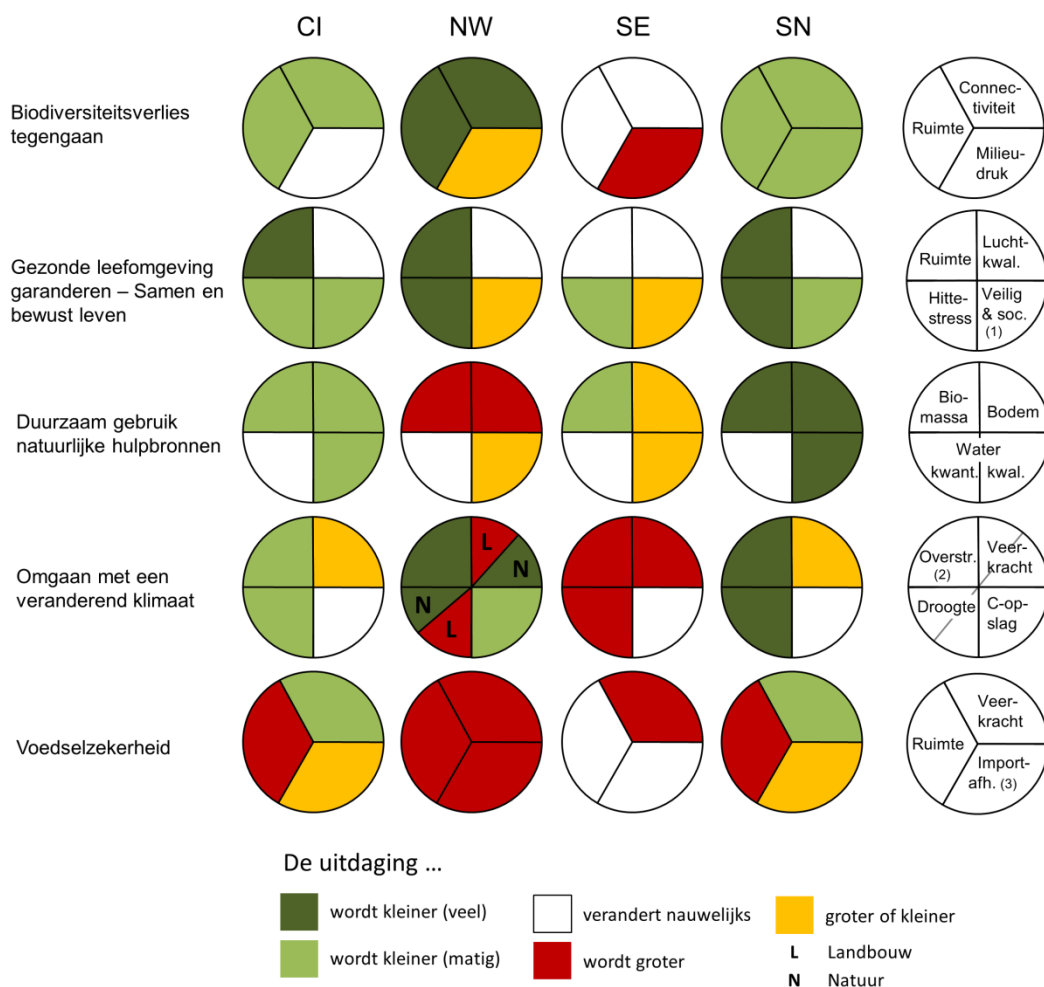 CI NW SE SN
Biodiversiteitsverlies
tegengaan
Connec-
tiviteit
Ruimte
Milieu-
druk
Gezonde leefomgeving
garanderen – Samen en
bewust leven
Ruimte
Lucht-
kwal.
Hitte-
stress
Veilig
& soc.
(1)
Duurzaam gebruik
natuurlijke hulpbronnen
Bio-
massa
Bodem
Water
kwant. kwal.
Omgaan met een
veranderend klimaat
L
N
N
L
Overstr.
(2)
Veer-
kracht
Droogte
C-op-
slag
Voedselzekerheid
Veer-
kracht
Ruimte
Import-
afh. (3)
De uitdaging ...
wordt kleiner (veel)
verandert nauwelijks
groter of kleiner
wordt kleiner (matig)
wordt groter
L Landbouw
N Natuur